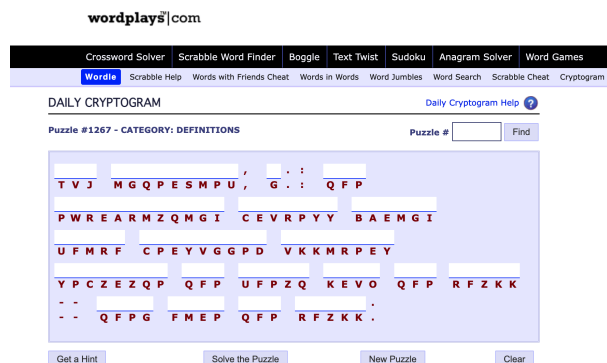 wordplays™|com
Crossword Solver Scrabble Word Finder Boggle Text Twist Sudoku Anagram Solver Word Games
Wordle Scrabble Help Words with Friends Cheat Words in Words Word Jumbles Word Search Scrabble Cheat Cryptogram
DAILY CRYPTOGRAM Daily Cryptogram Help ?
Puzzle #1267 - CATEGORY: DEFINITIONS Puzzle # Find
, . :
TVJ MGQPESMPU, G.: QFP
PWREARMZQMGI CEVRPYY BAEMGI
UFMRF CPEYVGGPD VKKMRPEY
YPCZEZQP QFP UFPZQ KEVO QFP RFZKK
- - .
- - QFPG FMEP QFP RFZKK.
Get a Hint Solve the Puzzle New Puzzle Clear